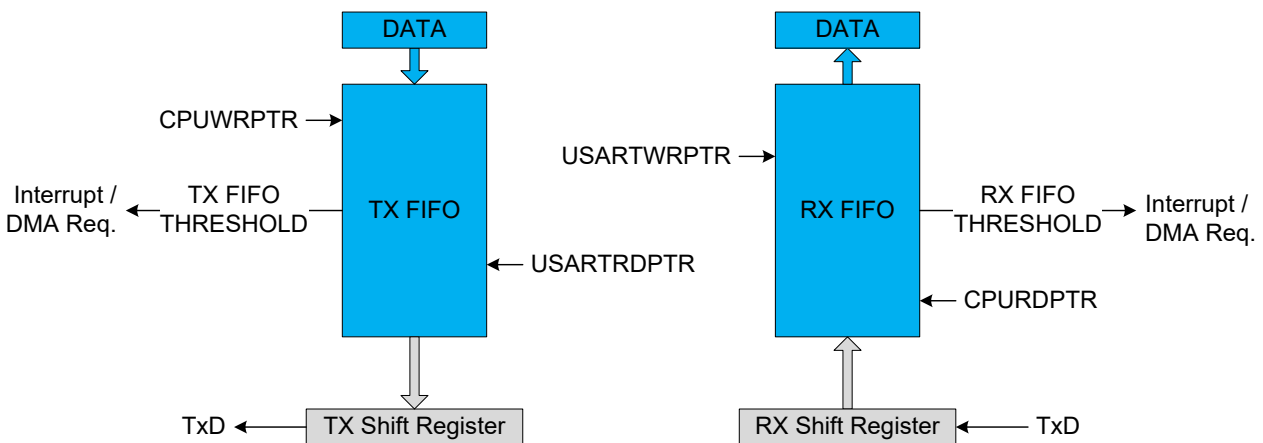 DATA
CPUWRPTR
TX FIFO
Interrupt /
DMA Req.
TX FIFO
THRESHOLD
USARTRDPTR
TxD
TX Shift Register
DATA
USARTWRPTR
RX FIFO
RX FIFO
THRESHOLD
Interrupt /
DMA Req.
CPURDPTR
RX Shift Register
TxD